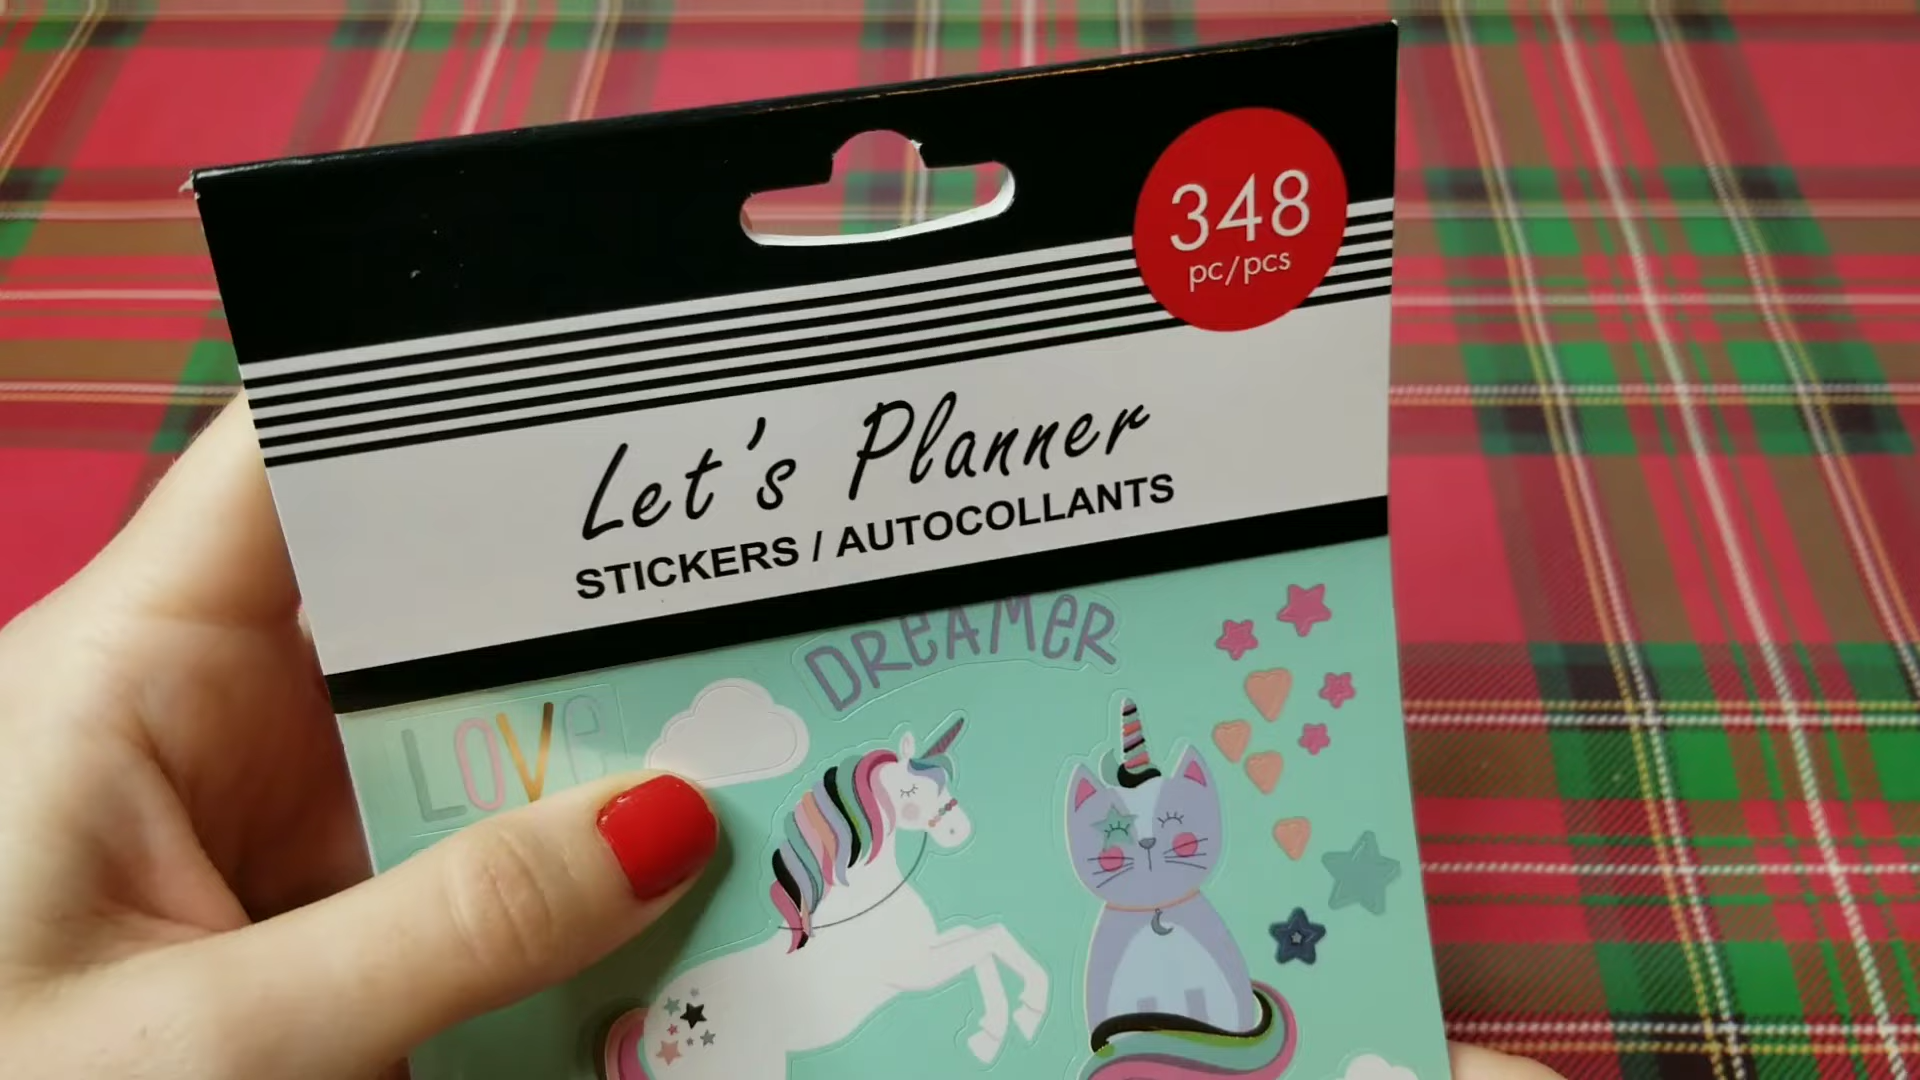 348
pc/pcs
Let's Planner
STICKERS / AUTOCOLLANTS
DREAMER
LOVE